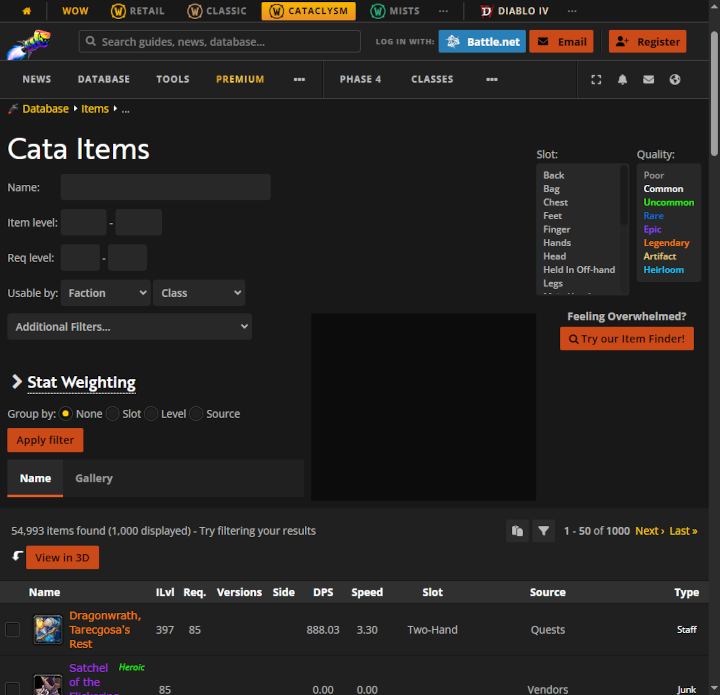 WOW RETAIL CLASSIC CATACLYSM MISTS ... DIABLO IV ...
Search guides, news, database... LOG IN WITH: Battle.net Email Register
NEWS DATABASE TOOLS PREMIUM ... PHASE 4 CLASSES ...
Database Items ...
Cata Items
Slot: Quality:
Name:
Back Poor
Bag Common
Chest Uncommon
Item level: -
Feet Rare
Finger Epic
Hands Legendary
Req level: -
Head Artifact
Held In Off-hand Heirloom
Legs
Usable by: Faction Class
Additional Filters...
Feeling Overwhelmed?
Try our Item Finder!
Stat Weighting
Group by: None Slot Level Source
Apply filter
Name Gallery
54,993 items found (1,000 displayed) - Try filtering your results 1 - 50 of 1000 Next › Last »
View in 3D
Name ILvl Req. Versions Side DPS Speed Slot Source Type
Dragonwrath,
Tarecgosa's 397 85 888.03 3.30 Two-Hand Quests Staff
Rest
Satchel Heroic
of the 85 0.00 0.00 Vendors Junk